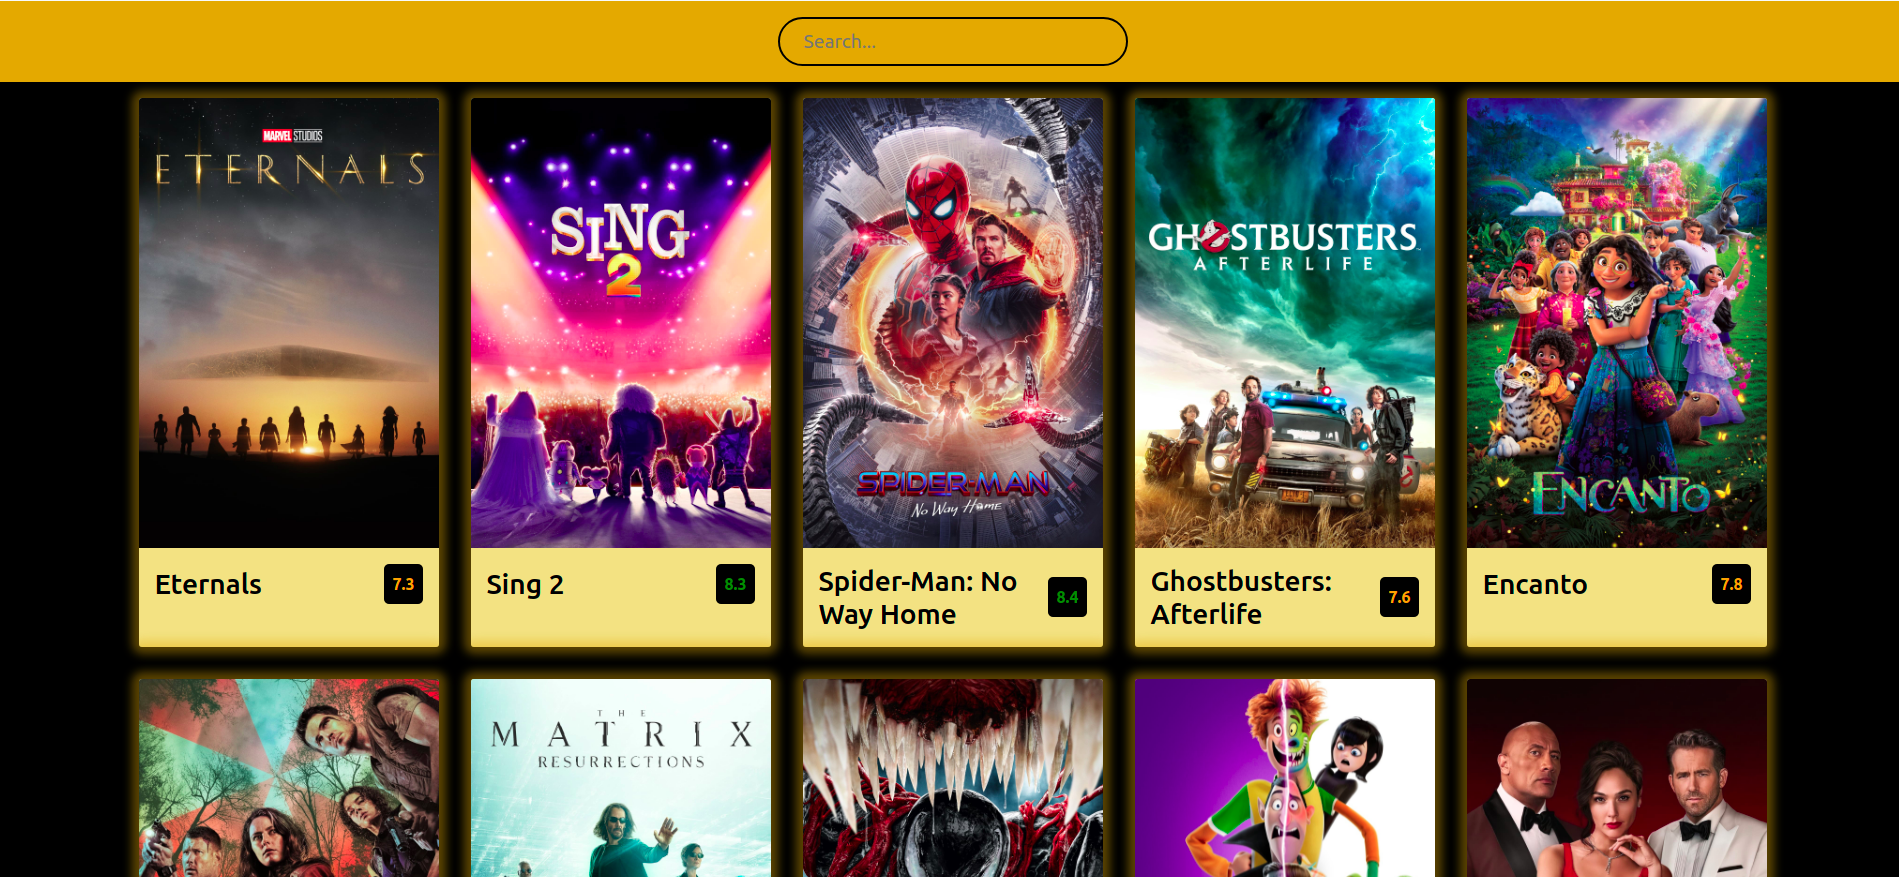 Search...
MARVEL STUDIOS
ETERNALS
SING
2
SPIDER-MAN
No Way Home
GHOSTBUSTERS
AFTERLIFE
ENCANTO
Eternals
7.3
Sing 2
8.3
Spider-Man: No
Way Home
8.4
Ghostbusters:
Afterlife
7.6
Encanto
7.8
THE
MATRIX
RESURRECTIONS